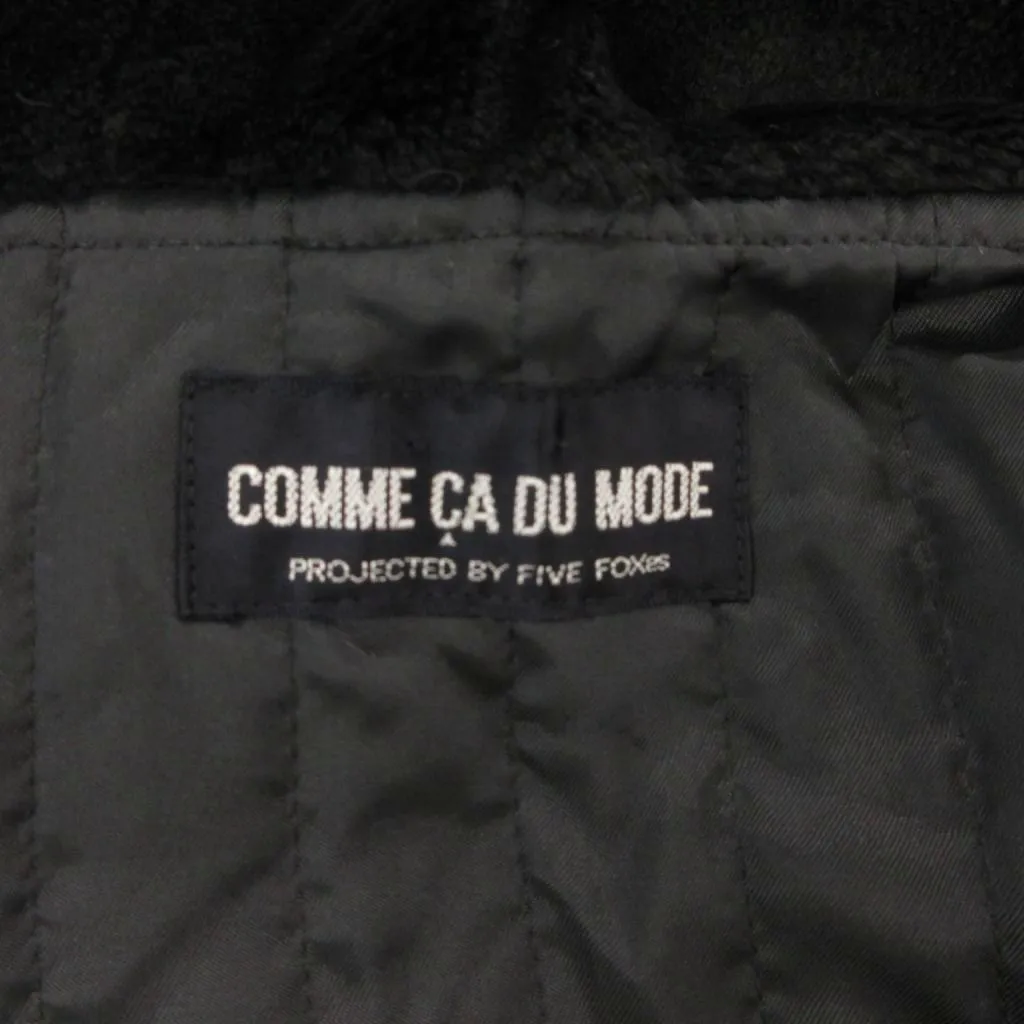 COMME ÇA DU MODE
PROJECTED BY FIVE FOXes